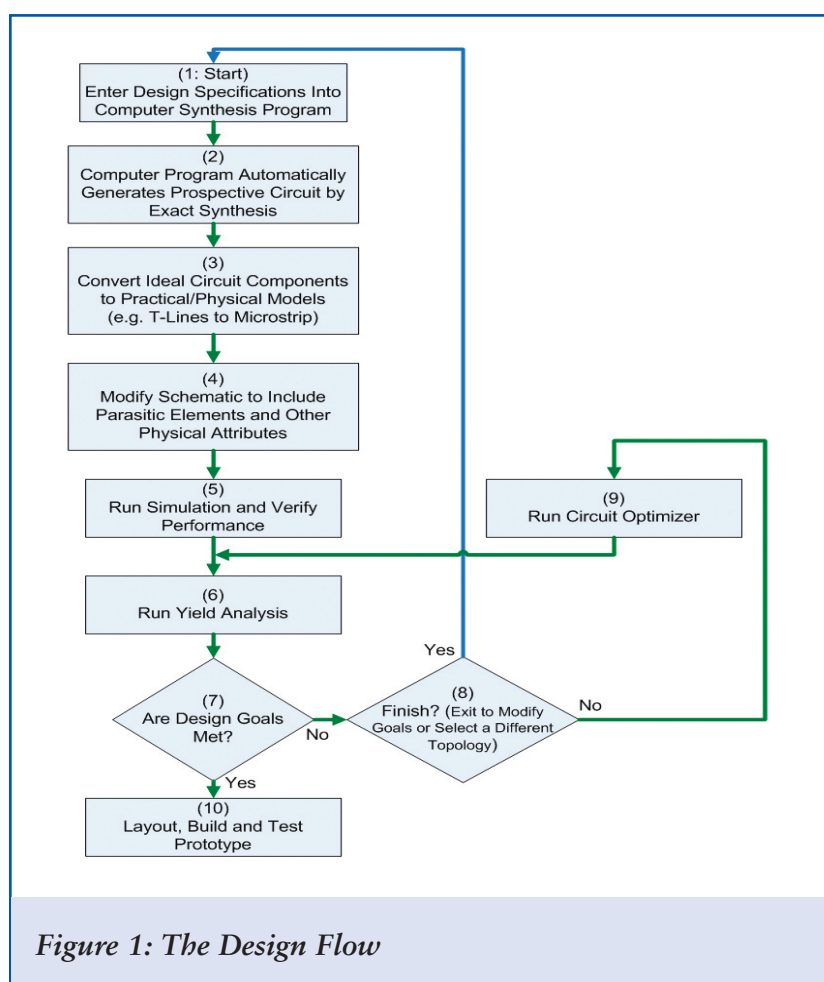 (1: Start)
Enter Design Specifications Into
Computer Synthesis Program
(2)
Computer Program Automatically
Generates Prospective Circuit by
Exact Synthesis
(3)
Convert Ideal Circuit Components
to Practical/Physical Models
(e.g. T-Lines to Microstrip)
(4)
Modify Schematic to Include
Parasitic Elements and Other
Physical Attributes
(5)
Run Simulation and Verify
Performance
(9)
Run Circuit Optimizer
(6)
Run Yield Analysis
(7)
Are Design Goals
Met?
No
Yes
Yes
(8)
Finish? (Exit to Modify
Goals or Select a Different
Topology)
No
(10)
Layout, Build and Test
Prototype
Figure 1: The Design Flow